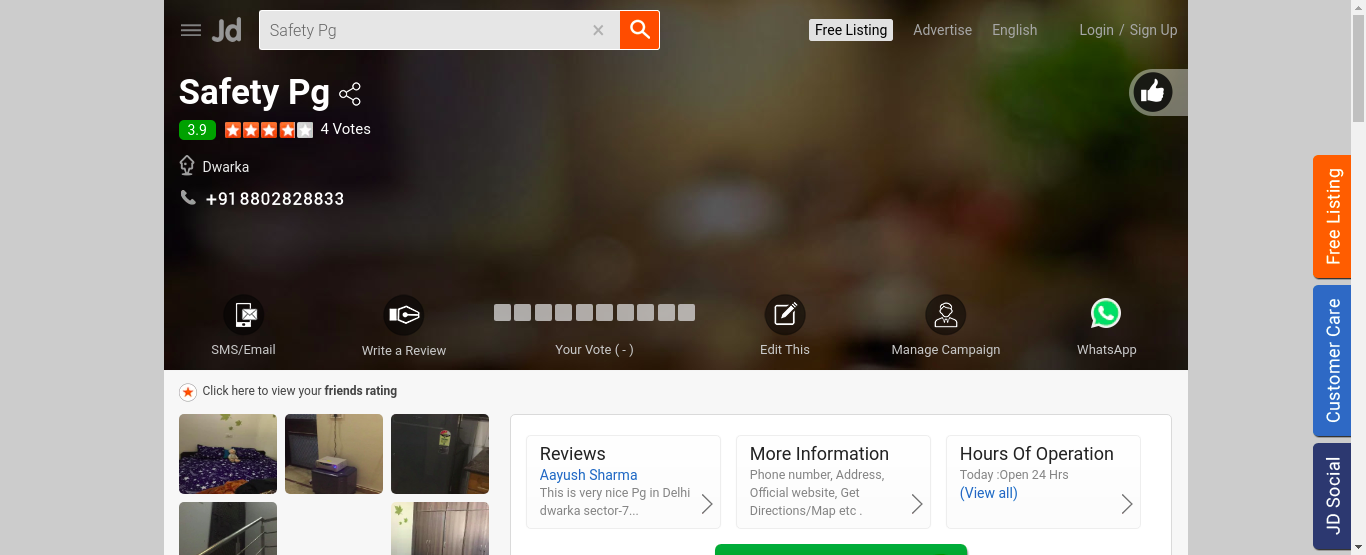 Jd
Safety Pg
Free Listing
Advertise
English
Login / Sign Up
Safety Pg
3.9
4 Votes
Dwarka
+918802828833
SMS/Email
Write a Review
Your Vote ( - )
Edit This
Manage Campaign
WhatsApp
Click here to view your friends rating
Reviews
Aayush Sharma
This is very nice Pg in Delhi
dwarka sector-7...
More Information
Phone number, Address,
Official website, Get
Directions/Map etc .
Hours Of Operation
Today :Open 24 Hrs
(View all)
Free Listing
Customer Care
JD Social